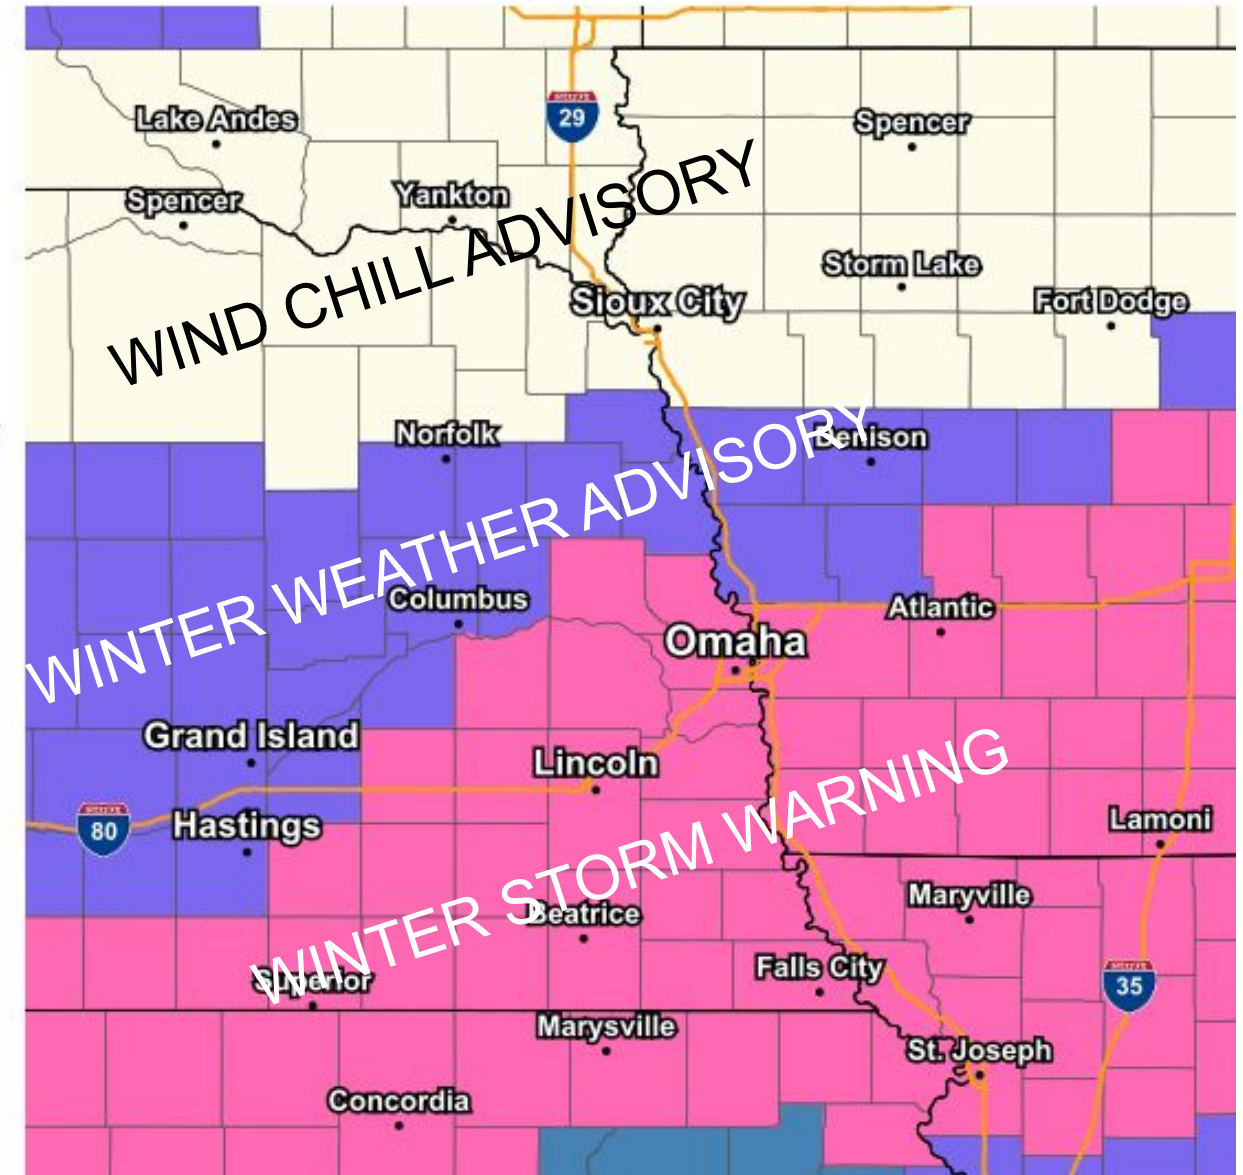 29
Lake Andes
Spencer
Yankton
Spencer
WIND CHILL ADVISORY
Storm Lake
Sioux City
Fort Dodge
Norfolk
Denison
WINTER WEATHER ADVISORY
Columbus
Atlantic
Omaha
Grand Island
Lincoln
80
Hastings
Lamoni
WINTER STORM WARNING
Maryville
Beatrice
Falls City
Superior
35
Marysville
St. Joseph
Concordia